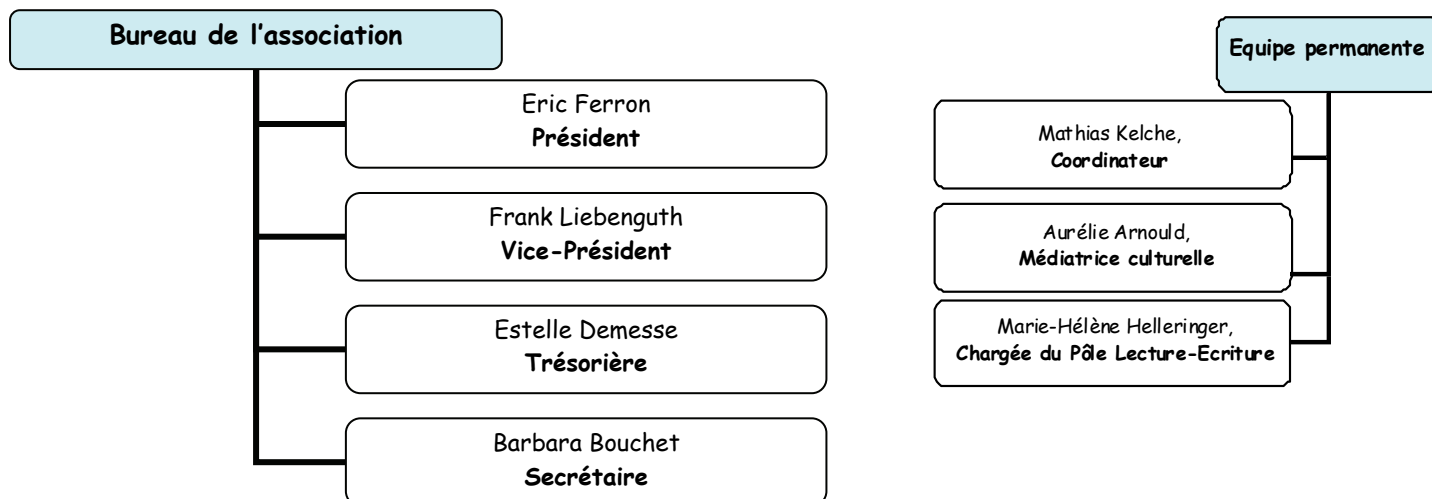 Bureau de l'association
Eric Ferron
Président
Frank Liebenguth
Vice-Président
Estelle Demesse
Trésorière
Barbara Bouchet
Secrétaire
Equipe permanente
Mathias Kelche,
Coordinateur
Aurélie Arnould,
Médiatrice culturelle
Marie-Hélène Helleringer,
Chargée du Pôle Lecture-Ecriture